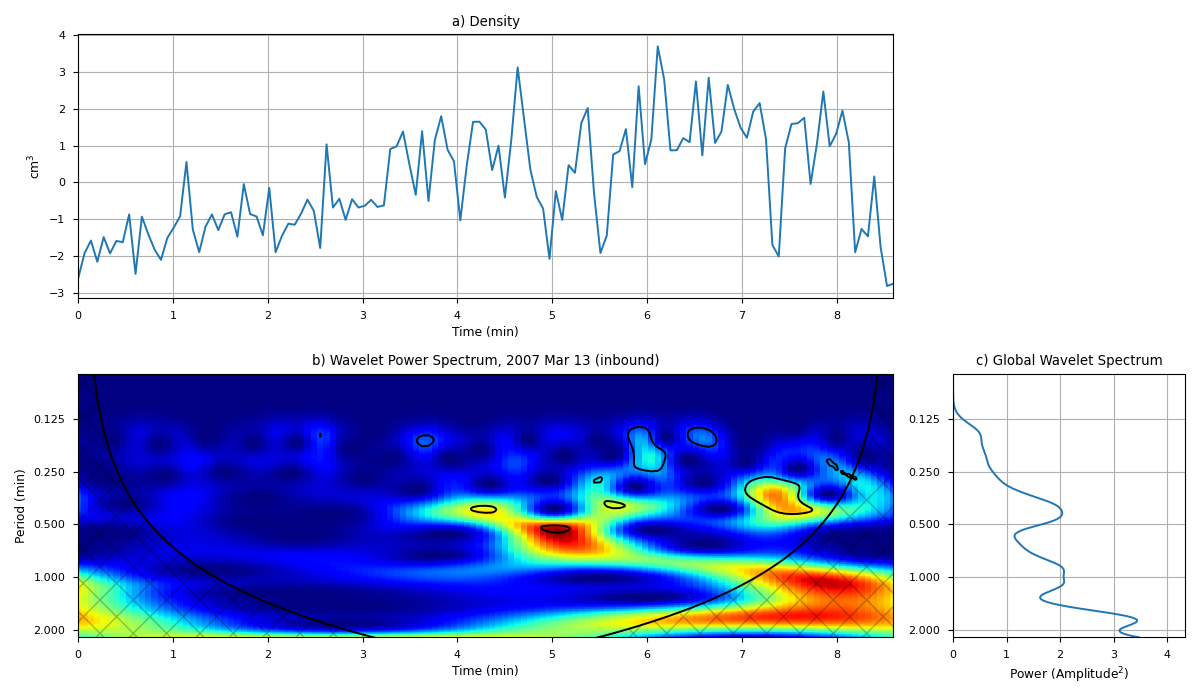 a) Density
4
3
2
1
0
−1
−2
−3
cm³
0 1 2 3 4 5 6 7 8
Time (min)
b) Wavelet Power Spectrum, 2007 Mar 13 (inbound)
0.125
0.250
0.500
1.000
2.000
Period (min)
0 1 2 3 4 5 6 7 8
Time (min)
c) Global Wavelet Spectrum
0.125
0.250
0.500
1.000
2.000
0 1 2 3 4
Power (Amplitude²)